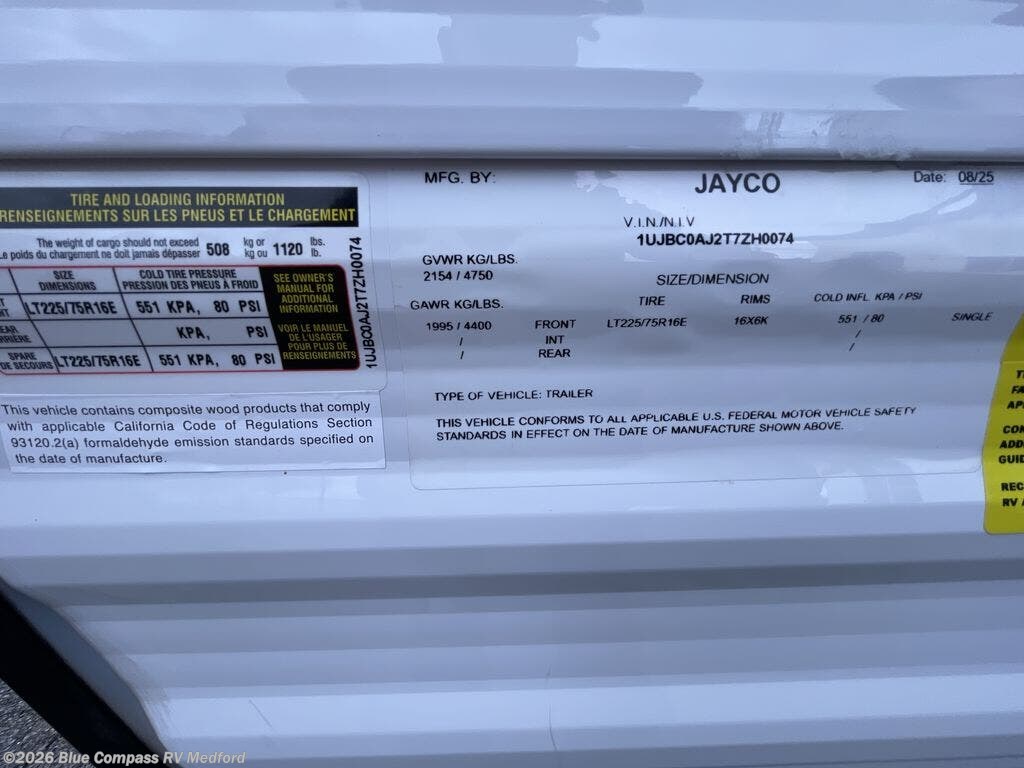 TIRE AND LOADING INFORMATION
RENSEIGNEMENTS SUR LES PNEUS ET LE CHARGEMENT
The weight of cargo should not exceed 508 kg or 1120 lbs.
Le poids du chargement ne doit jamais dépasser kg ou lb.
SIZE DIMENSIONS COLD TIRE PRESSURE PRESSION DES PNEUS À FROID
LT225/75R16E 551 KPA, 80 PSI
KPA, PSI
SPARE DE SECOURS LT225/75R16E 551 KPA, 80 PSI
SEE OWNER'S
MANUAL FOR
ADDITIONAL
INFORMATION
VOIR LE MANUEL
DE L'USAGER
POUR PLUS DE
RENSEIGNEMENTS
1UJBC0AJ2T7ZH0074
This vehicle contains composite wood products that comply
with applicable California Code of Regulations Section
93120.2(a) formaldehyde emission standards specified on
the date of manufacture.
MFG. BY: JAYCO Date: 08/25
V.I.N./N.I.V
1UJBC0AJ2T7ZH0074
GVWR KG/LBS.
2154 / 4750
SIZE/DIMENSION
GAWR KG/LBS. TIRE RIMS COLD INFL. KPA / PSI
1995 / 4400 FRONT LT225/75R16E 16X6K 551 / 80 SINGLE
/ INT /
/ REAR /
TYPE OF VEHICLE: TRAILER
THIS VEHICLE CONFORMS TO ALL APPLICABLE U.S. FEDERAL MOTOR VEHICLE SAFETY
STANDARDS IN EFFECT ON THE DATE OF MANUFACTURE SHOWN ABOVE.
©2026 Blue Compass RV Medford